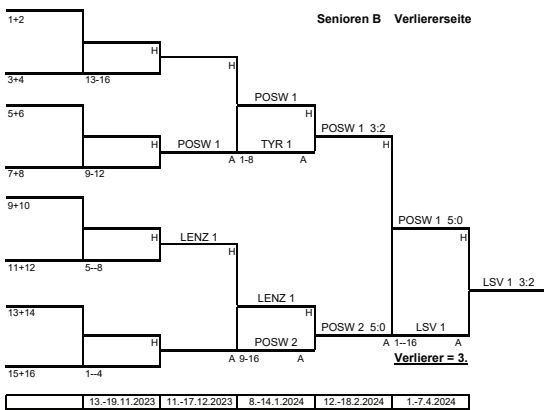 Senioren B Verliererseite
1+2
H
3+4 13-16
H
POSW 1
H
5+6
POSW 1 3:2
H POSW 1
H
7+8 9-12
A 1-8 TYR 1 A
9+10
POSW 1 5:0
H LENZ 1
H
H
11+12 5--8
LSV 1 3:2
LENZ 1
H
13+14
POSW 2 5:0 LSV 1
H POSW 2
A 1--16 A
15+16 1--4
A 9-16 A
Verlierer = 3.
13.-19.11.2023 11.-17.12.2023 8.-14.1.2024 12.-18.2.2024 1.-7.4.2024